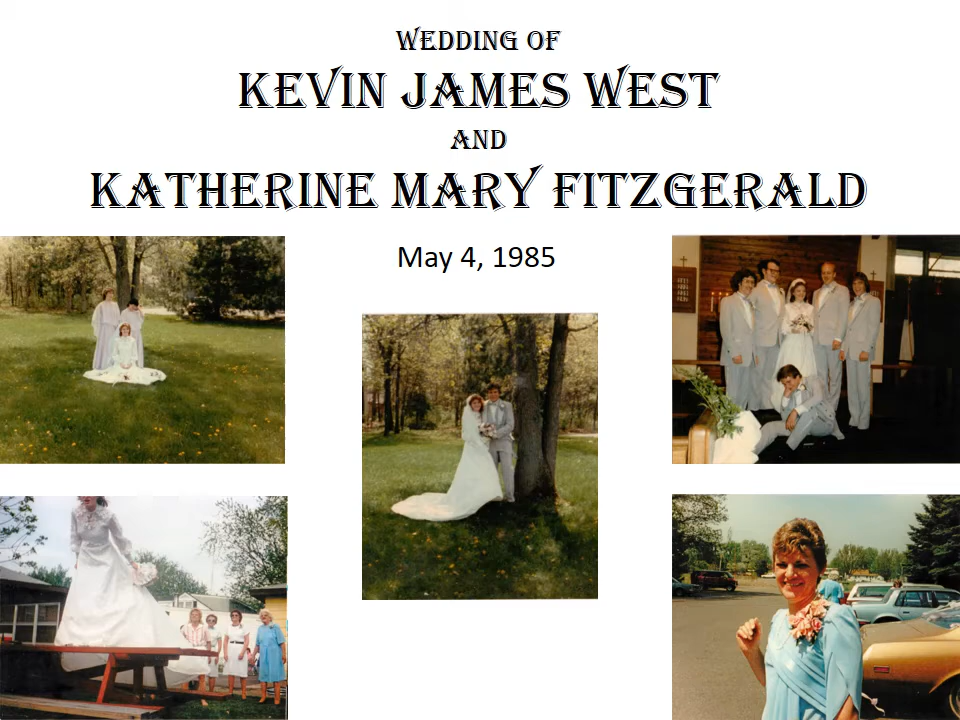 WEDDING OF
KEVIN JAMES WEST
AND
KATHERINE MARY FITZGERALD
May 4, 1985